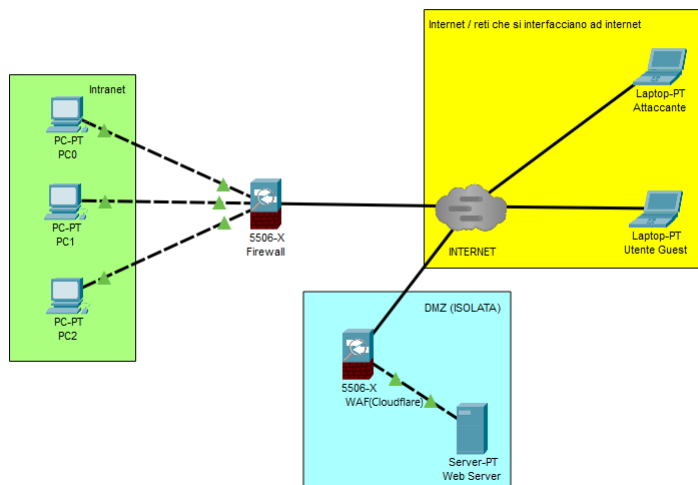 Internet / reti che si interfacciano ad internet
Intranet
Laptop-PT
Attaccante
PC-PT
PC0
PC-PT
PC1
5506-X
Firewall
INTERNET
Laptop-PT
Utente Guest
PC-PT
PC2
DMZ (ISOLATA)
5506-X
WAF(Cloudflare)
Server-PT
Web Server